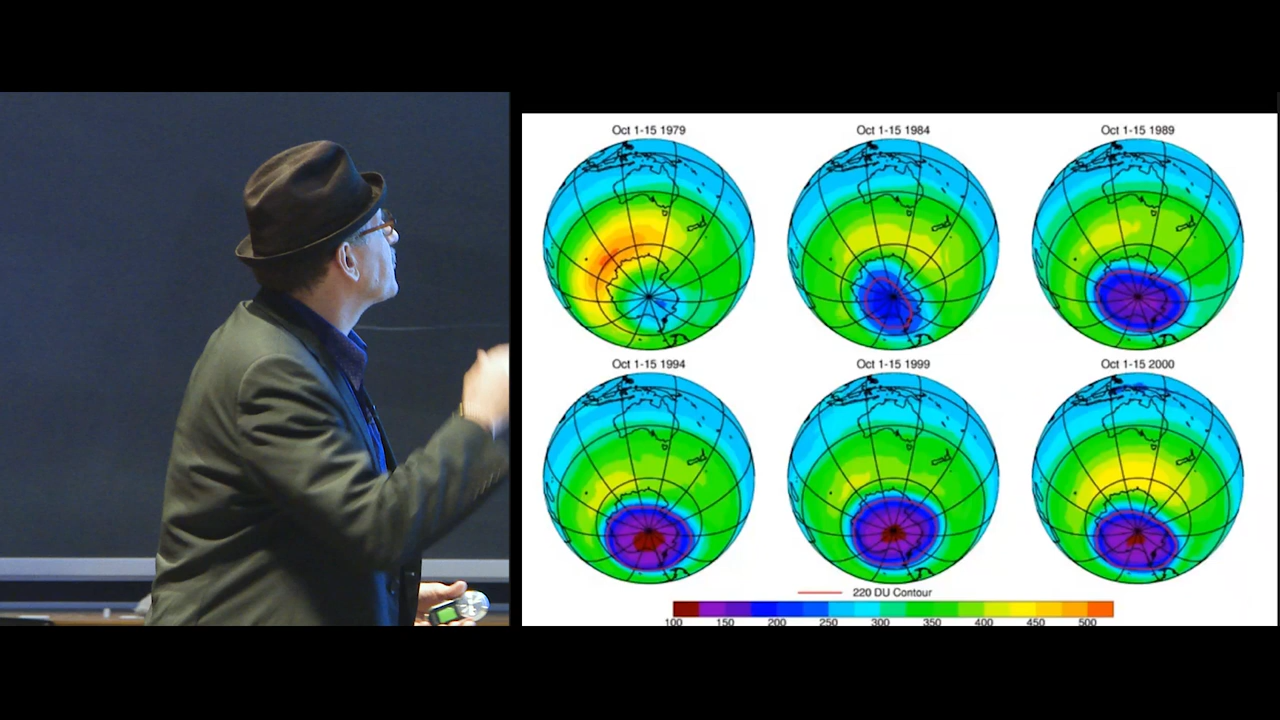 Oct 1-15 1979
Oct 1-15 1984
Oct 1-15 1989
Oct 1-15 1994
Oct 1-15 1999
Oct 1-15 2000
220 DU Contour
100 150 200 250 300 350 400 450 500